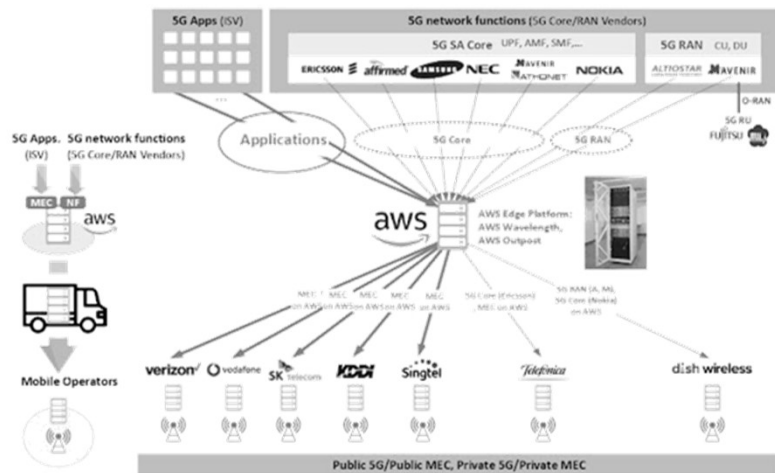 5G Apps (ISV)
5G network functions (5G Core/RAN Vendors)
5G SA Core UPF, AMF, SMF,...
5G RAN CU, DU
ERICSSON
affirmed
SAMSUNG
NEC
MAVENIR
MATHONET
NOKIA
ALTIOSTAR
MAVENIR
...
O-RAN
5G RU
FUJITSU
Applications
5G Core
5G RAN
5G Apps.
(ISV)
5G network functions
(5G Core/RAN Vendors)
MEC
NF
aws
aws
AWS Edge Platform:
AWS Wavelength,
AWS Outpost
MEC
on AWS
MEC
on AWS
MEC
on AWS
MEC
on AWS
MEC
on AWS
5G Core (Ericsson)
, MEC on AWS
5G RAN (A, M),
5G Core (Nokia)
on AWS
Mobile Operators
verizon
vodafone
SK telecom
KDDI
Singtel
Telefónica
dish wireless
Public 5G/Public MEC, Private 5G/Private MEC